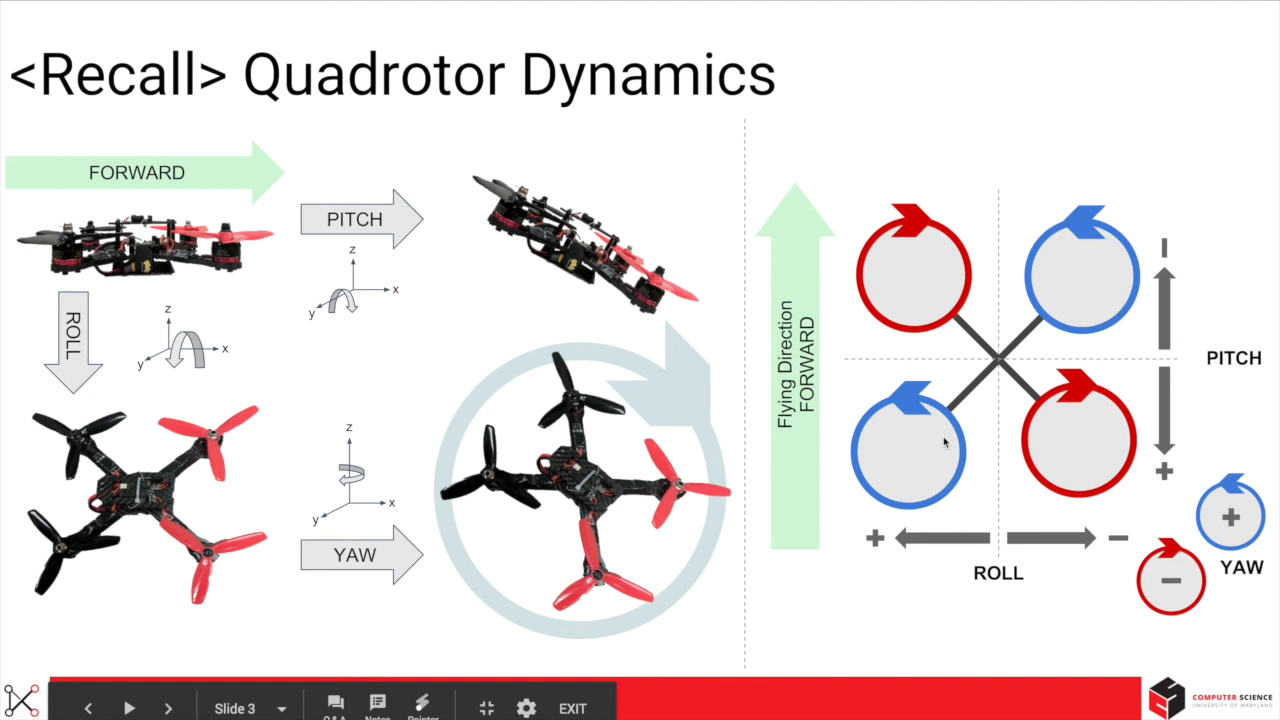 <Recall> Quadrotor Dynamics
FORWARD
PITCH
z
x
y
ROLL
z
x
y
z
x
y
YAW
Flying Direction
FORWARD
PITCH
+
+
−
ROLL
+
−
YAW
Slide 3
Q & A
Notes
Pointer
EXIT
COMPUTER SCIENCE
UNIVERSITY OF MARYLAND